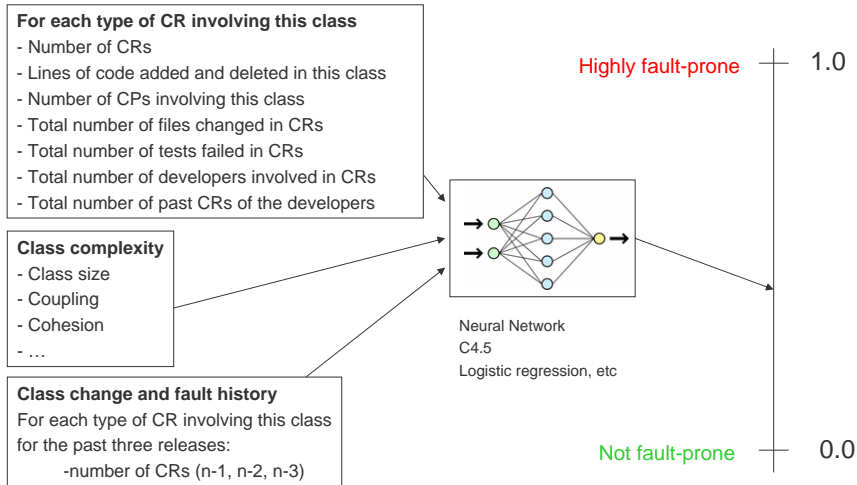 For each type of CR involving this class
- Number of CRs
- Lines of code added and deleted in this class
- Number of CPs involving this class
- Total number of files changed in CRs
- Total number of tests failed in CRs
- Total number of developers involved in CRs
- Total number of past CRs of the developers
Class complexity
- Class size
- Coupling
- Cohesion
- …
Class change and fault history
For each type of CR involving this class
for the past three releases:
-number of CRs (n-1, n-2, n-3)
Neural Network
C4.5
Logistic regression, etc
Highly fault-prone
1.0
Not fault-prone
0.0